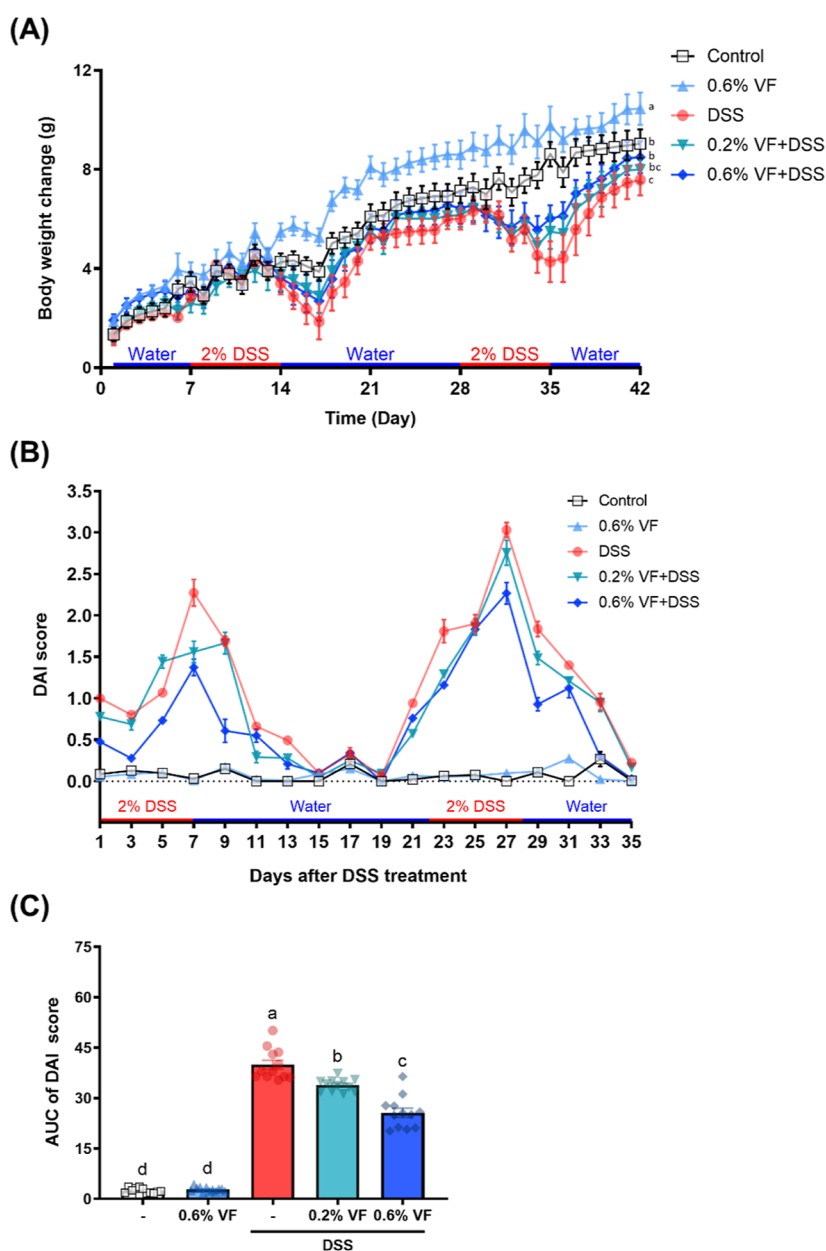 (A)
Body weight change (g)
12
8
4
0
Water
2% DSS
Water
2% DSS
Water
0
7
14
21
28
35
42
Time (Day)
Control
0.6% VF
DSS
0.2% VF+DSS
0.6% VF+DSS
a
b
b
bc
c
(B)
DAI score
3.5
3.0
2.5
2.0
1.5
1.0
0.5
0.0
Control
0.6% VF
DSS
0.2% VF+DSS
0.6% VF+DSS
2% DSS
Water
2% DSS
Water
1
3
5
7
9
11
13
15
17
19
21
23
25
27
29
31
33
35
Days after DSS treatment
(C)
AUC of DAI score
75
60
45
30
15
0
d
d
a
b
c
-
0.6% VF
-
0.2% VF
0.6% VF
DSS